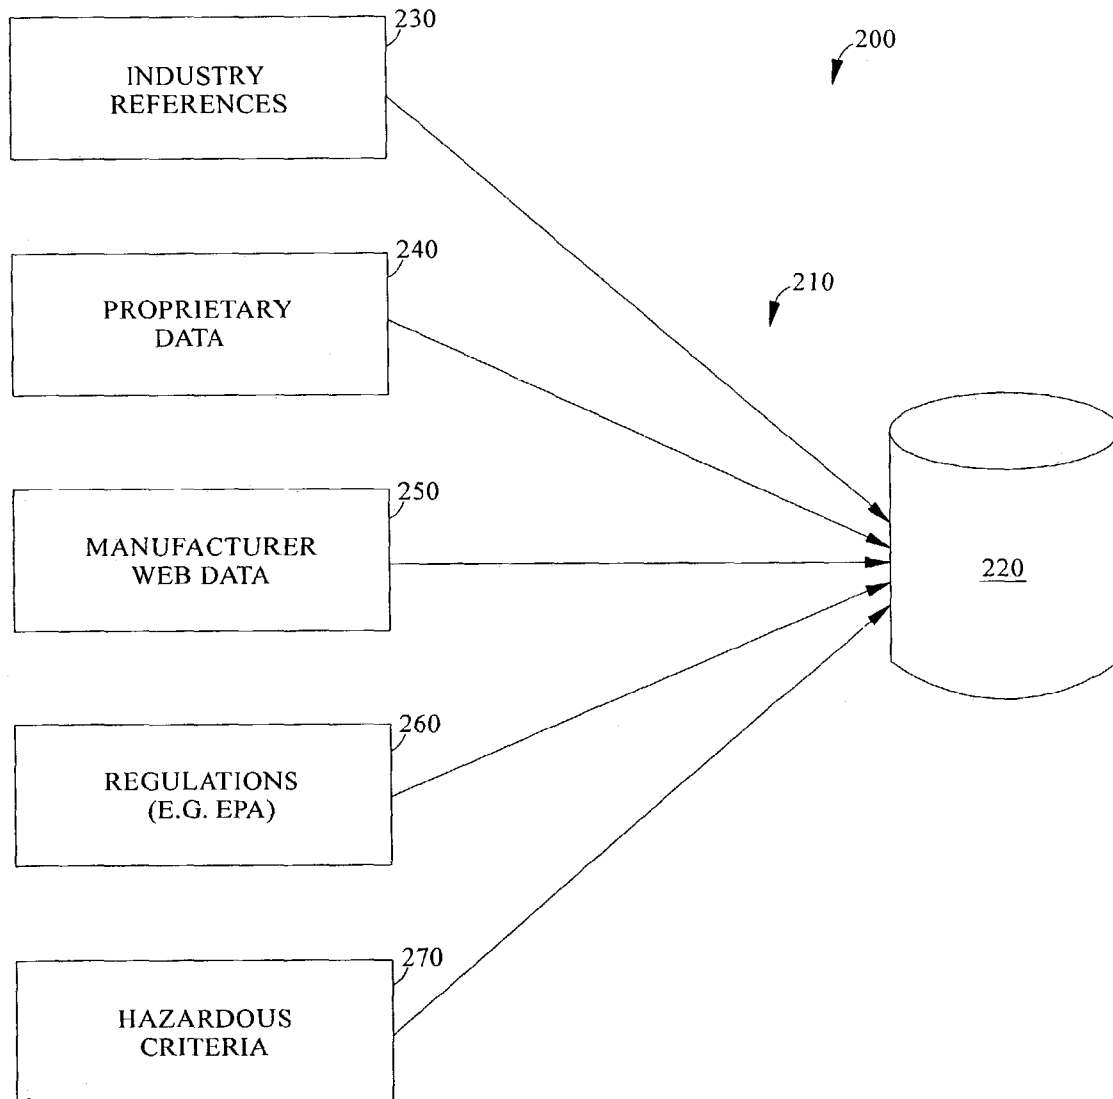 230
200
INDUSTRY
REFERENCES
240
210
PROPRIETARY
DATA
250
MANUFACTURER
WEB DATA
220
260
REGULATIONS
(E.G. EPA)
270
HAZARDOUS
CRITERIA